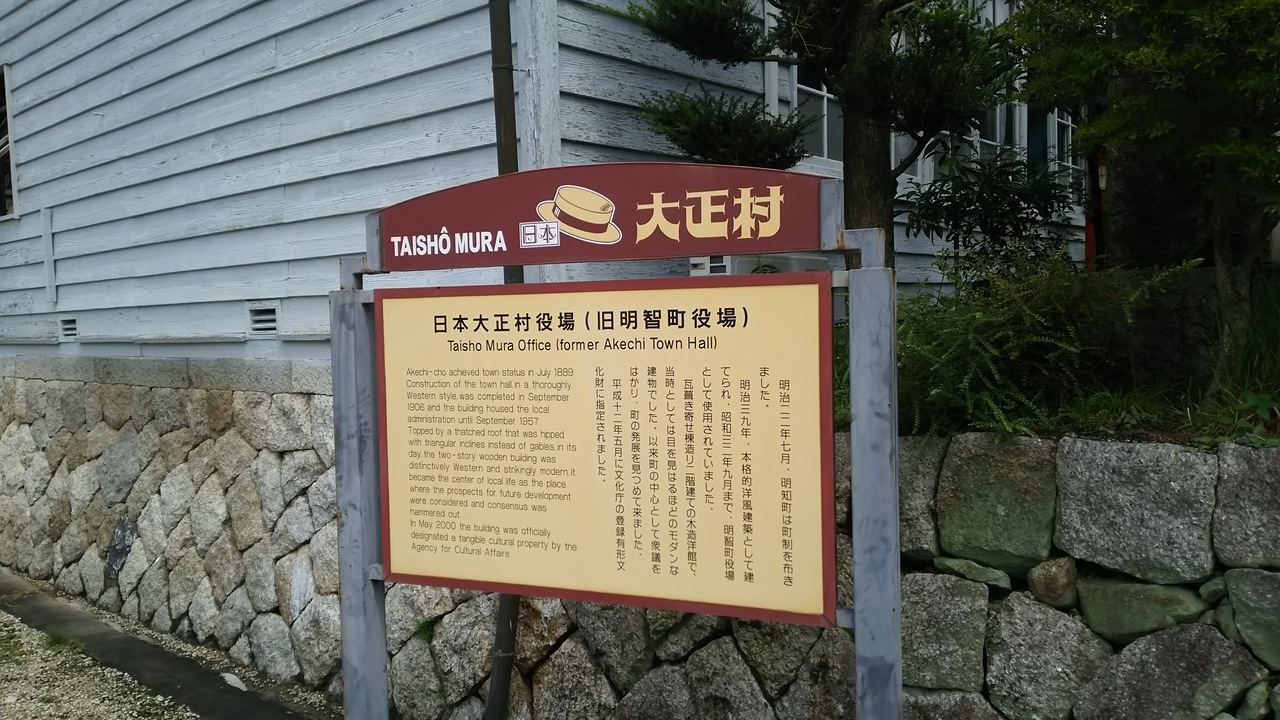 TAISHÔ MURA
日本
大正村
日本大正村役場(旧明智町役場)
Taisho Mura Office (former Akechi Town Hall)
Akechi-cho achieved town status in July 1889.
Construction of the town hall, in a thoroughly
Western style, was completed in September
1906 and the building housed the local
administration until September 1957
Topped by a thatched roof that was hipped
with triangular inclines instead of gables, in its
day, the two-story wooden building was
distinctively Western and strikingly modern. It
became the center of local life as the place
where the prospects for future development
were considered and consensus was
hammered out.
In May 2000 the building was officially
designated a tangible cultural property by the
Agency for Cultural Affairs
明治二二年七月、明知町は町制を布き
ました。
明治三九年、本格的洋風建築として建
てられ、昭和三二年九月まで、明智町役場
として使用されていました。
瓦葺き寄せ棟造り二階建ての木造洋館で、
当時としては目を見はるほどのモダンな
建物でした。以来町の中心として衆議を
はかり、町の発展を見つめて来ました。
平成十二年五月に文化庁の登録有形文
化財に指定されました。